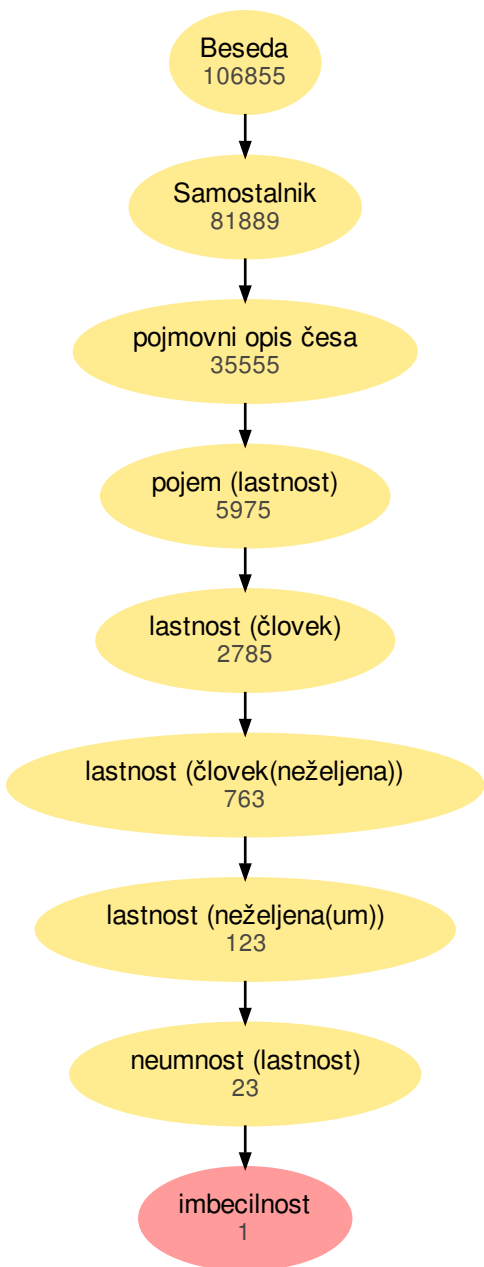 Beseda
106855
Samostalnik
81889
pojmovni opis česa
35555
pojem (lastnost)
5975
lastnost (človek)
2785
lastnost (človek(neželjena))
763
lastnost (neželjena(um))
123
neumnost (lastnost)
23
imbecilnost
1